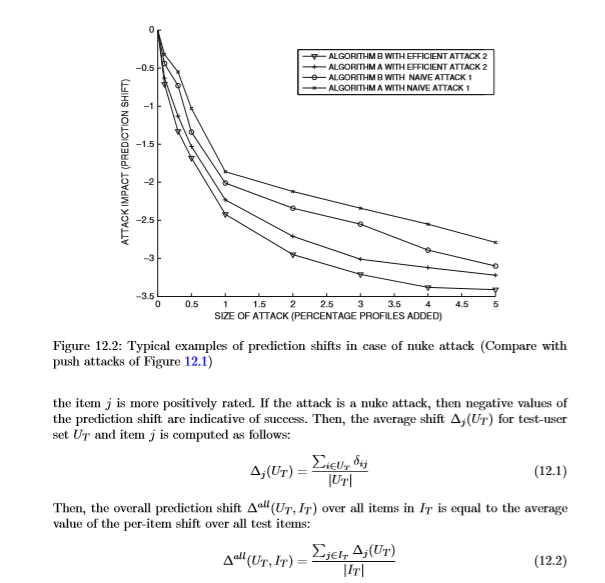 0
−0.5
−1
−1.5
−2
−2.5
−3
−3.5
ATTACK IMPACT (PREDICTION SHIFT)
ALGORITHM B WITH EFFICIENT ATTACK 2
ALGORITHM A WITH EFFICIENT ATTACK 2
ALGORITHM B WITH NAIVE ATTACK 1
ALGORITHM A WITH NAIVE ATTACK 1
0 0.5 1 1.5 2 2.5 3 3.5 4 4.5 5
SIZE OF ATTACK (PERCENTAGE PROFILES ADDED)
Figure 12.2: Typical examples of prediction shifts in case of nuke attack (Compare with
push attacks of Figure 12.1)
the item j is more positively rated. If the attack is a nuke attack, then negative values of
the prediction shift are indicative of success. Then, the average shift Δ_j(U_T) for test-user
set U_T and item j is computed as follows:
Δ_j(U_T) = ∑_{i∈U_T} δ_{ij} / |U_T| (12.1)
Then, the overall prediction shift Δ^{all}(U_T, I_T) over all items in I_T is equal to the average
value of the per-item shift over all test items:
Δ^{all}(U_T, I_T) = ∑_{j∈I_T} Δ_j(U_T) / |I_T| (12.2)